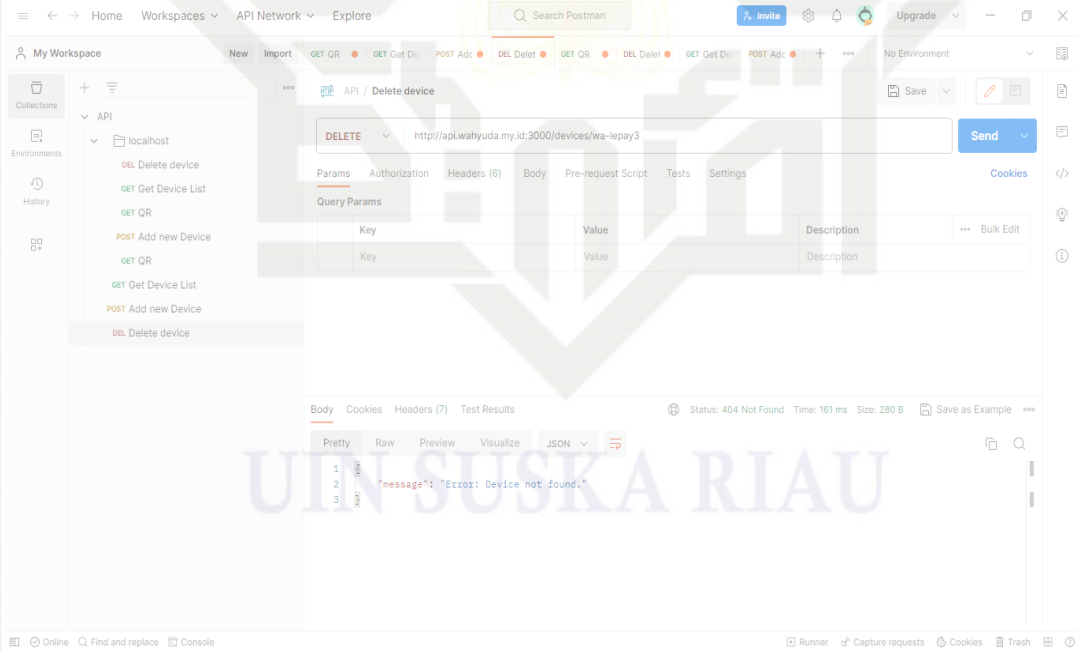 Home Workspaces API Network Explore Search Postman Invite Upgrade
My Workspace New Import GET QR GET Get De POST Adc DEL Delet GET QR DEL Delet GET Get De POST Adc No Environment
Collections
Environments
History
API
localhost
DEL Delete device
GET Get Device List
GET QR
POST Add new Device
GET QR
GET Get Device List
POST Add new Device
DEL Delete device
API / Delete device Save
DELETE http://api.wahyuda.my.id:3000/devices/wa-lepay3 Send
Params Authorization Headers (6) Body Pre-request Script Tests Settings Cookies
Query Params
Key Value Description Bulk Edit
Key Value Description
Body Cookies Headers (7) Test Results Status: 404 Not Found Time: 161 ms Size: 280 B Save as Example
Pretty Raw Preview Visualize JSON
1 {
2 "message": "Error: Device not found."
3 }
UIN SUSKA RIAU
Online Find and replace Console Runner Capture requests Cookies Trash